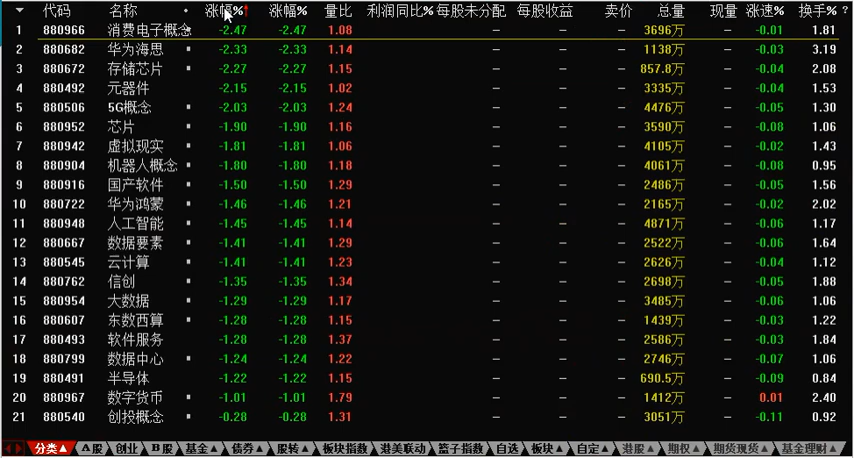 代码 名称 涨幅%↑ 涨幅% 量比 利润同比% 每股未分配 每股收益 卖价 总量 现量 涨速% 换手% ?
1 880966 消费电子概念 -2.47 -2.47 1.08 – – – 3696万 – -0.01 1.81
2 880682 华为海思 -2.33 -2.33 1.14 – – – 1138万 – -0.03 3.19
3 880672 存储芯片 -2.27 -2.27 1.15 – – – 857.8万 – -0.04 2.08
4 880492 元器件 -2.15 -2.15 1.02 – – – 3335万 – -0.04 1.53
5 880506 5G概念 -2.03 -2.03 1.24 – – – 4476万 – -0.05 1.30
6 880952 芯片 -1.90 -1.90 1.16 – – – 3590万 – -0.08 1.06
7 880942 虚拟现实 -1.81 -1.81 1.06 – – – 4105万 – -0.02 1.43
8 880904 机器人概念 -1.80 -1.80 1.18 – – – 4061万 – -0.08 0.95
9 880916 国产软件 -1.50 -1.50 1.29 – – – 2486万 – -0.05 1.56
10 880722 华为鸿蒙 -1.46 -1.46 1.21 – – – 2165万 – -0.02 2.02
11 880948 人工智能 -1.45 -1.45 1.14 – – – 4871万 – -0.06 1.17
12 880667 数据要素 -1.41 -1.41 1.29 – – – 2522万 – -0.06 1.64
13 880545 云计算 -1.41 -1.41 1.23 – – – 2626万 – -0.04 1.12
14 880762 信创 -1.35 -1.35 1.34 – – – 2698万 – -0.05 1.88
15 880954 大数据 -1.29 -1.29 1.17 – – – 3485万 – -0.06 1.06
16 880607 东数西算 -1.28 -1.28 1.15 – – – 1439万 – -0.03 1.22
17 880493 软件服务 -1.28 -1.28 1.37 – – – 2586万 – -0.03 1.84
18 880799 数据中心 -1.24 -1.24 1.22 – – – 2746万 – -0.07 1.06
19 880491 半导体 -1.22 -1.22 1.15 – – – 690.5万 – -0.09 0.84
20 880967 数字货币 -1.01 -1.01 1.79 – – – 1412万 – 0.01 2.40
21 880540 创投概念 -0.28 -0.28 1.31 – – – 3051万 – -0.11 0.92
分类▲ A股 创业 B股 基金▲ 债券▲ 股转▲ 板块指数 港美联动 篮子指数 自选 板块▲ 自定▲ 港股▲ 期权▲ 期货现货▲ 基金理财▲